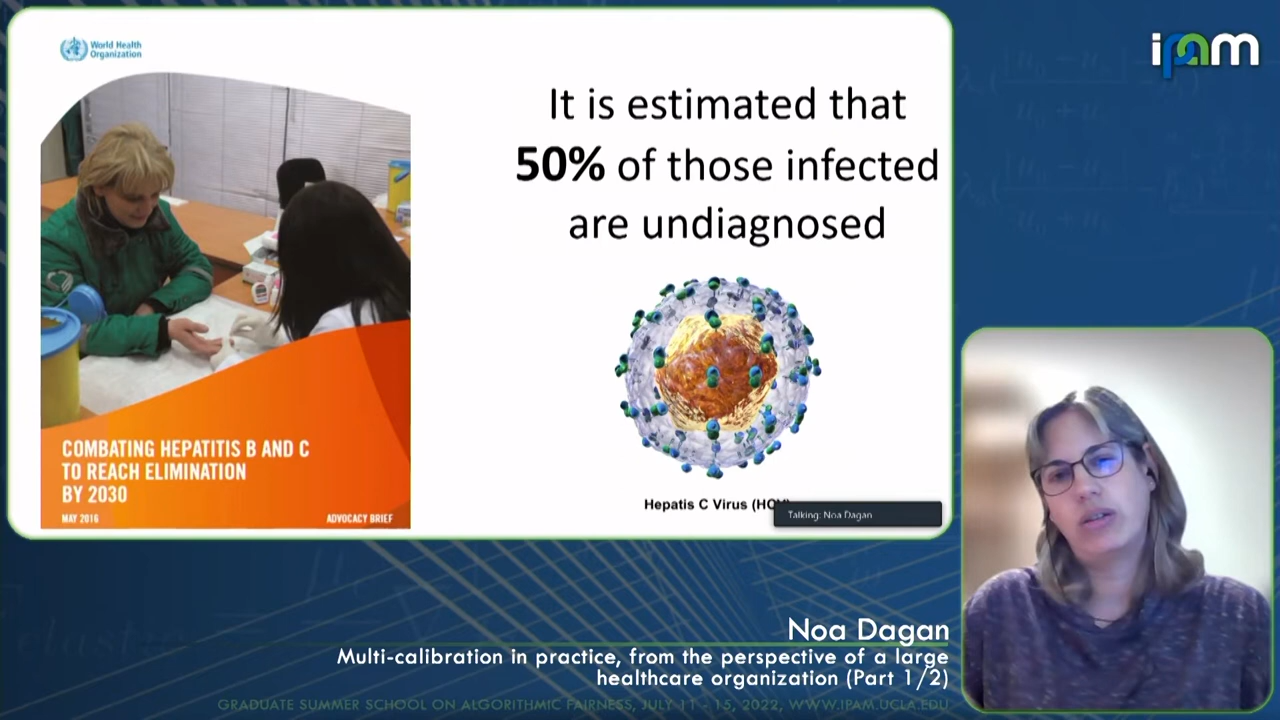 World Health
Organization
It is estimated that
50% of those infected
are undiagnosed
COMBATING HEPATITIS B AND C
TO REACH ELIMINATION
BY 2030
MAY 2016
ADVOCACY BRIEF
Hepatis C Virus
Talking: Noa Dagan
ipam
Noa Dagan
Multi-calibration in practice, from the perspective of a large
healthcare organization (Part 1/2)
GRADUATE SUMMER SCHOOL ON ALGORITHMIC FAIRNESS, JULY 11 - 15, 2022, WWW.IPAM.UCLA.EDU